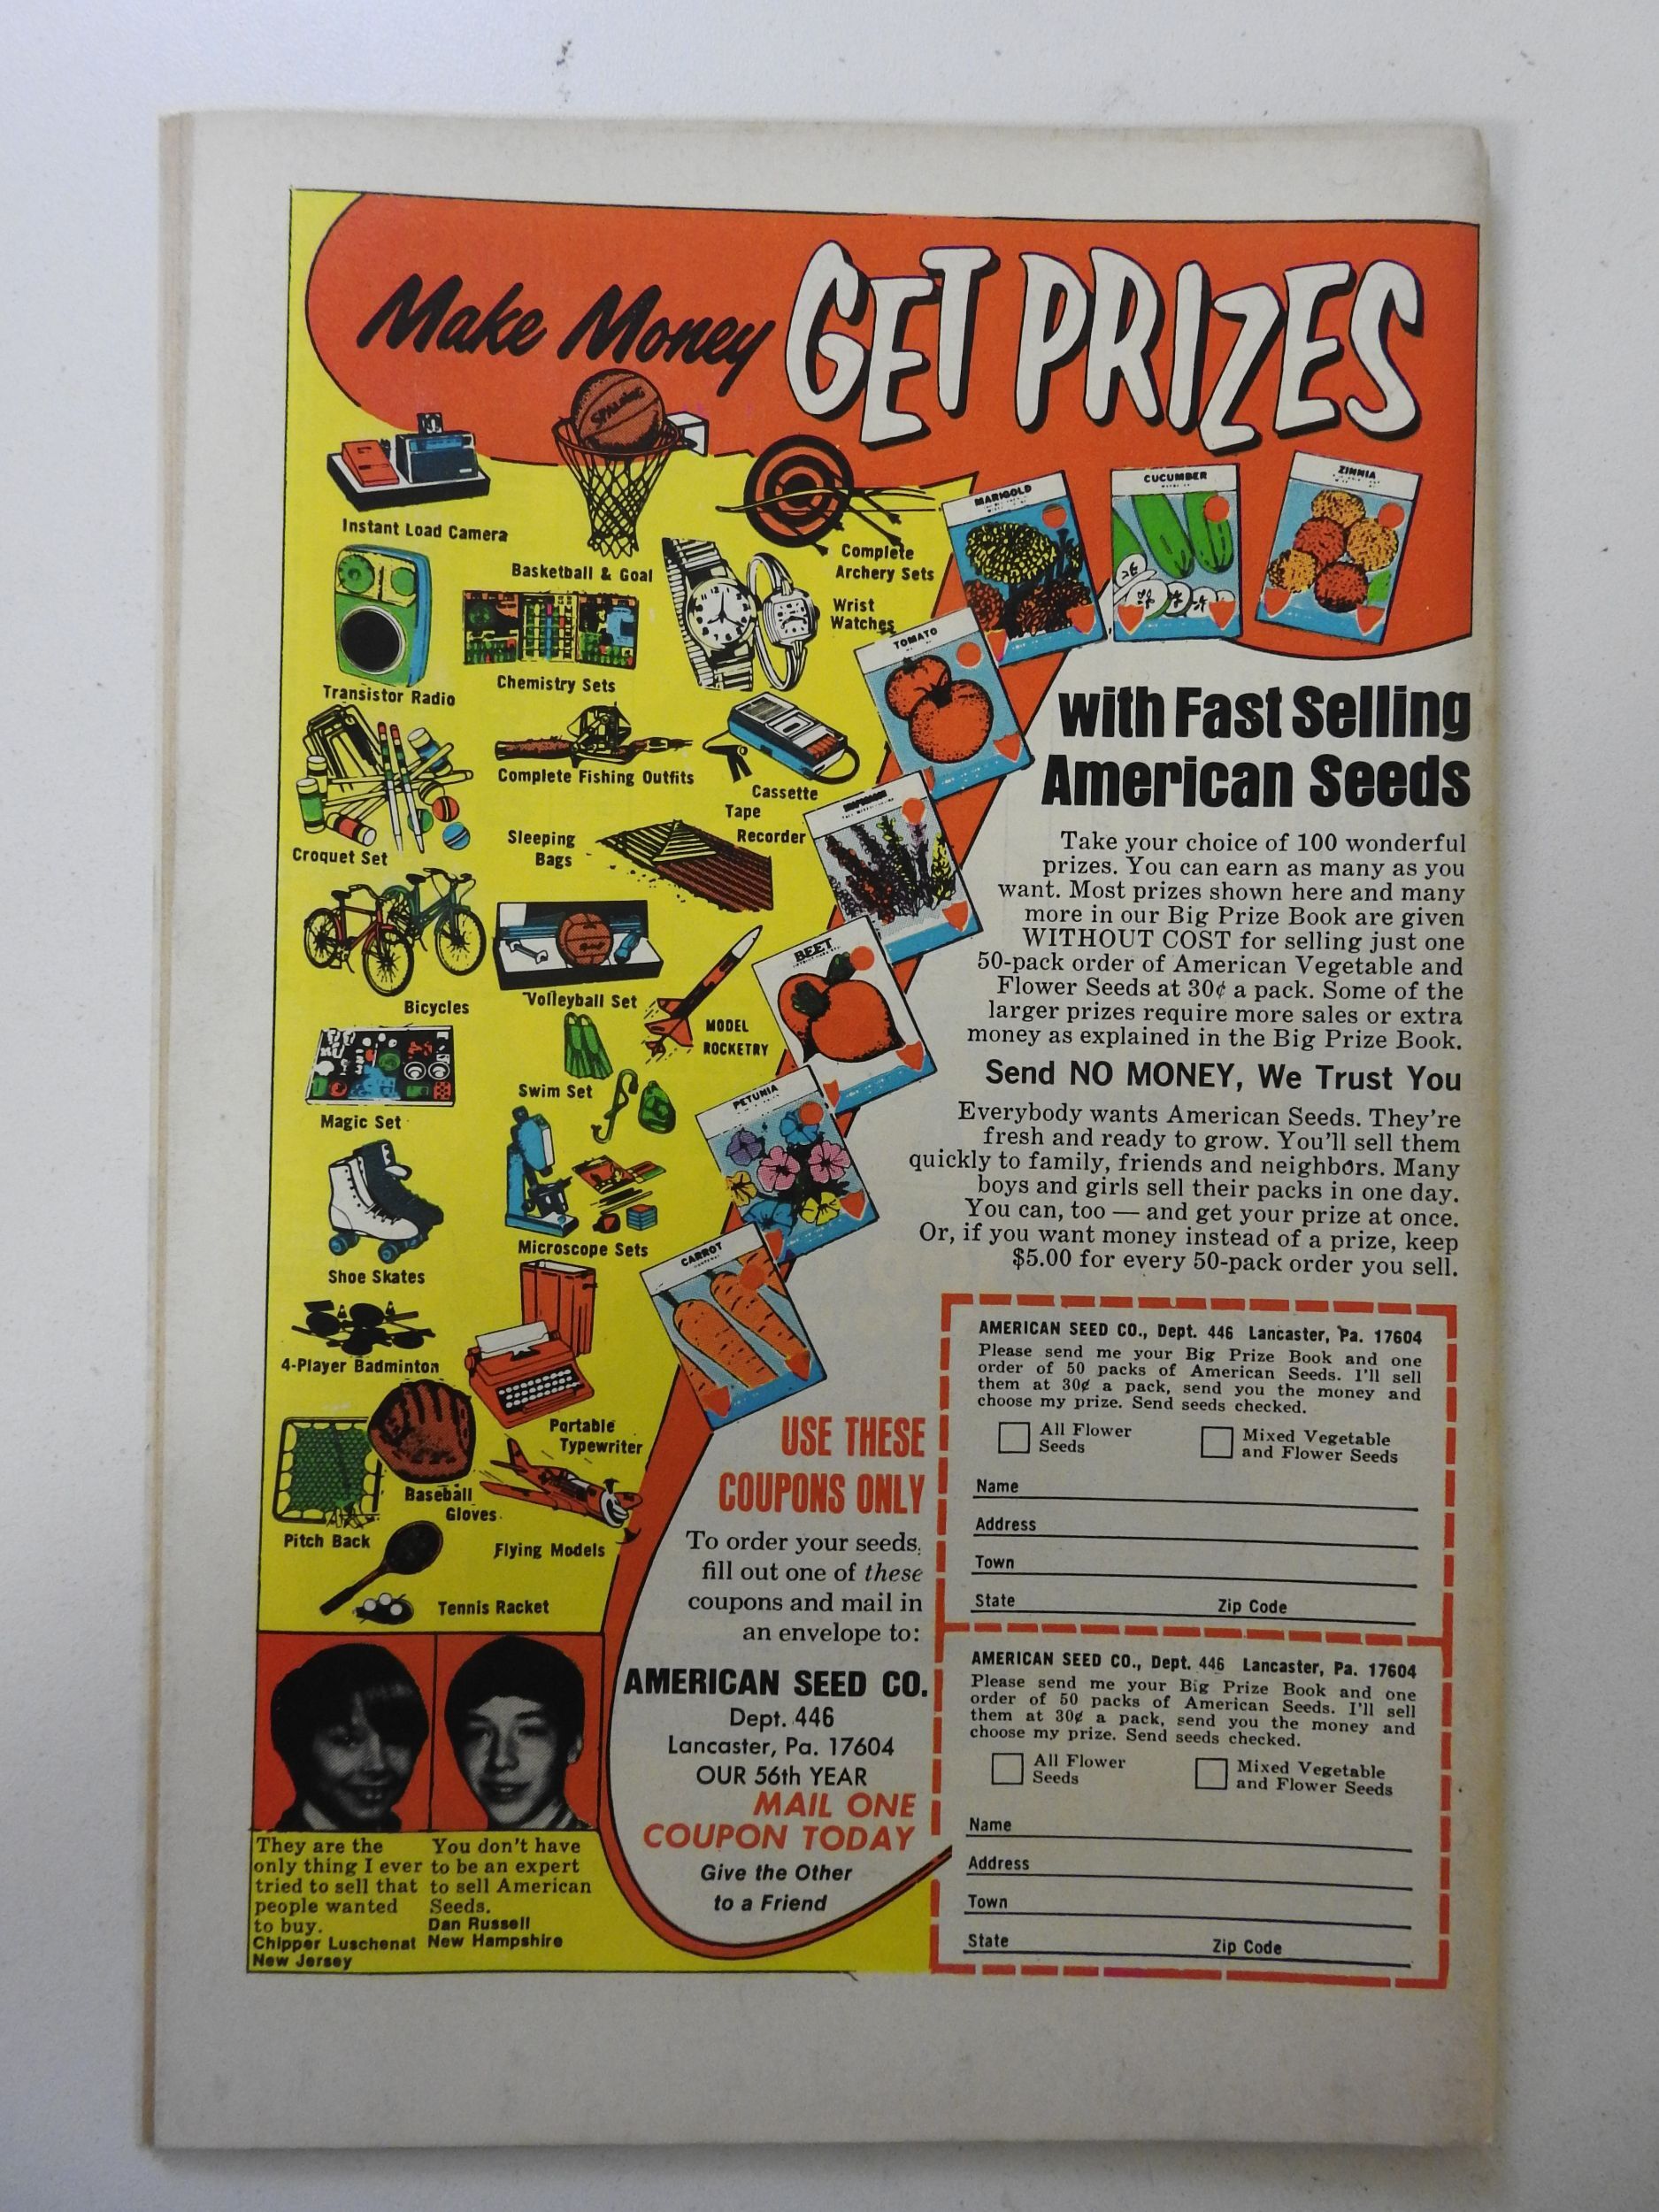 Make Money GET PRIZES
SPALDING
Instant Load Camera
Basketball & Goal
Complete
Archery Sets
Wrist
Watches
Transistor Radio
Chemistry Sets
Complete Fishing Outfits
Cassette
Tape
Recorder
Croquet Set
Sleeping
Bags
Bicycles
Volleyball Set
MODEL
ROCKETRY
Magic Set
Swim Set
Microscope Sets
Shoe Skates
4-Player Badminton
Portable
Typewriter
Baseball
Gloves
Pitch Back
Flying Models
Tennis Racket
MARIGOLD
CUCUMBER
ZINNIA
TOMATO
BEET
PETUNIA
CARROT
with Fast Selling
American Seeds
Take your choice of 100 wonderful
prizes. You can earn as many as you
want. Most prizes shown here and many
more in our Big Prize Book are given
WITHOUT COST for selling just one
50-pack order of American Vegetable and
Flower Seeds at 30¢ a pack. Some of the
larger prizes require more sales or extra
money as explained in the Big Prize Book.
Send NO MONEY, We Trust You
Everybody wants American Seeds. They're
fresh and ready to grow. You'll sell them
quickly to family, friends and neighbors. Many
boys and girls sell their packs in one day.
You can, too — and get your prize at once.
Or, if you want money instead of a prize, keep
$5.00 for every 50-pack order you sell.
USE THESE
COUPONS ONLY
To order your seeds,
fill out one of these
coupons and mail in
an envelope to:
AMERICAN SEED CO.
Dept. 446
Lancaster, Pa. 17604
OUR 56th YEAR
MAIL ONE
COUPON TODAY
Give the Other
to a Friend
AMERICAN SEED CO., Dept. 446 Lancaster, Pa. 17604
Please send me your Big Prize Book and one
order of 50 packs of American Seeds. I'll sell
them at 30¢ a pack, send you the money and
choose my prize. Send seeds checked.
All Flower
Seeds
Mixed Vegetable
and Flower Seeds
Name
Address
Town
State Zip Code
AMERICAN SEED CO., Dept. 446 Lancaster, Pa. 17604
Please send me your Big Prize Book and one
order of 50 packs of American Seeds. I'll sell
them at 30¢ a pack, send you the money and
choose my prize. Send seeds checked.
All Flower
Seeds
Mixed Vegetable
and Flower Seeds
Name
Address
Town
State Zip Code
They are the
only thing I ever
tried to sell that
people wanted
to buy.
Chipper Luschenat
New Jersey
You don't have
to be an expert
to sell American
Seeds.
Dan Russell
New Hampshire